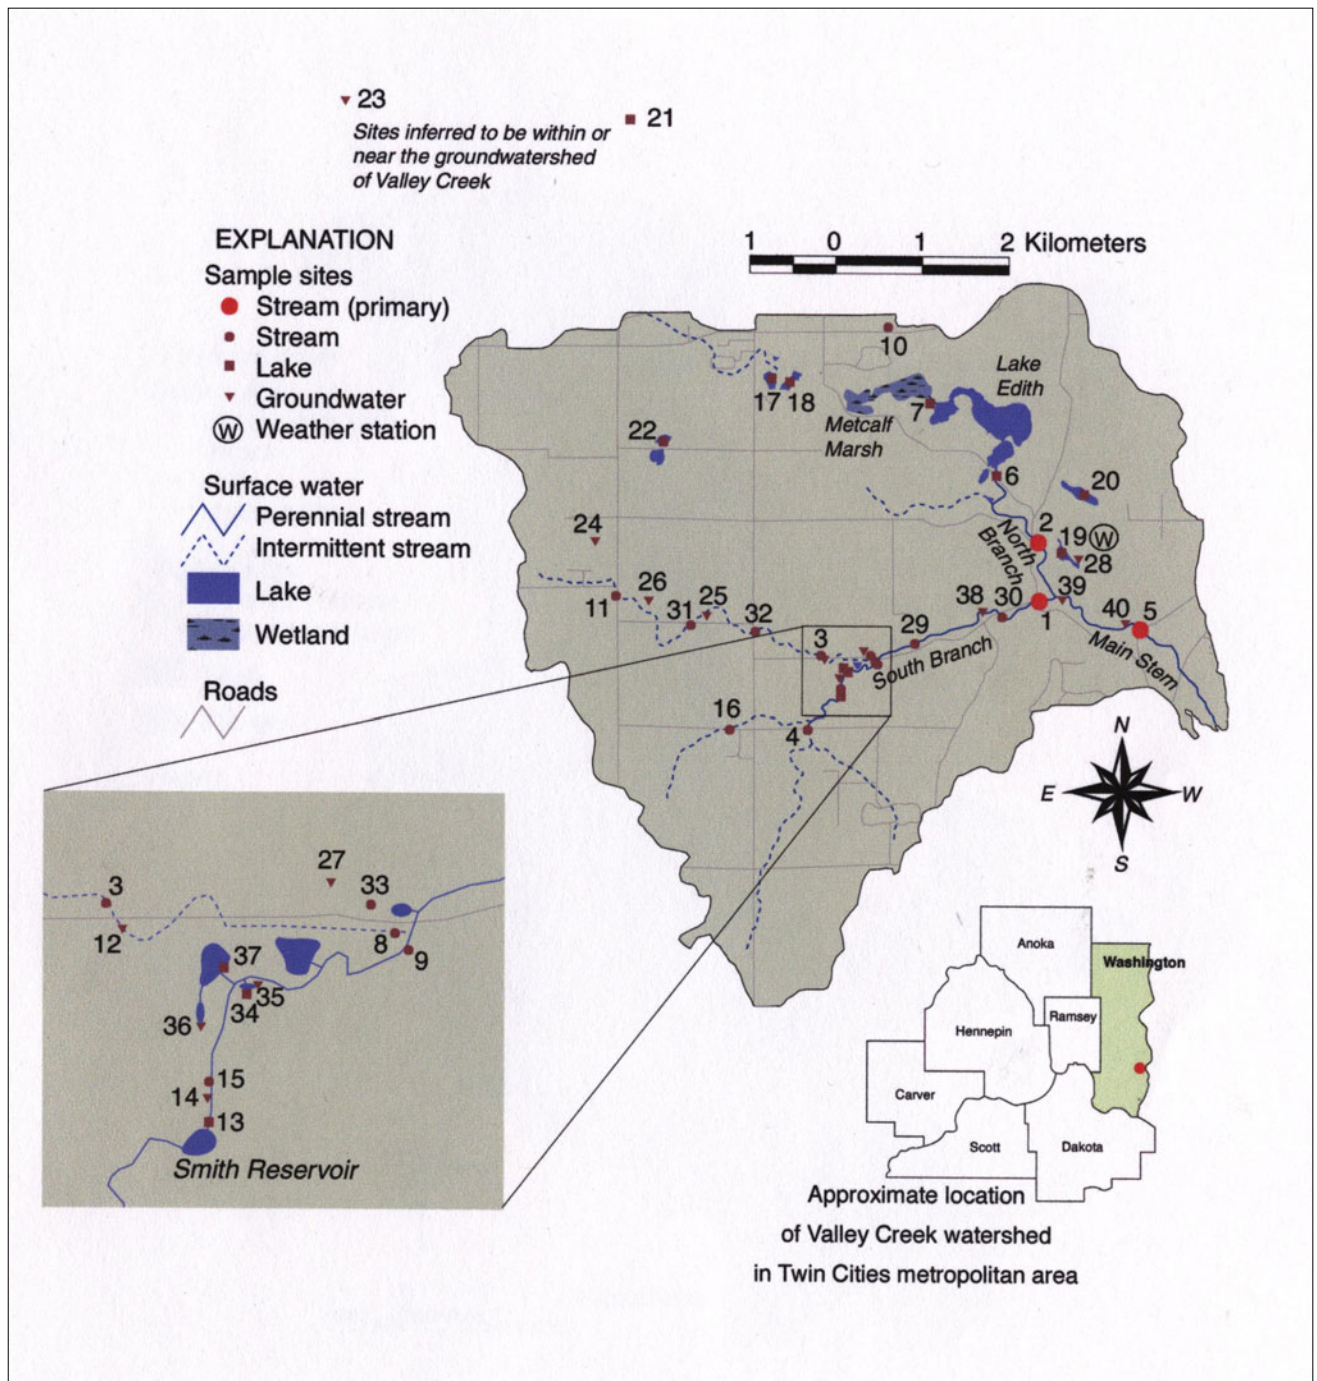 23
21
Sites inferred to be within or
near the groundwatershed
of Valley Creek
EXPLANATION
Sample sites
Stream (primary)
Stream
Lake
Groundwater
W Weather station
Surface water
Perennial stream
Intermittent stream
Lake
Wetland
Roads
1 0 1 2 Kilometers
10
Lake
Edith
17 18
7
Metcalf
Marsh
22
6
20
24
2
19 W
28
North
Branch
26
25
11
31
32
38 30
39
1
40 5
3
29
South Branch
Main Stem
16
4
N
E W
S
27
3
33
12
8
9
37
35
34
36
15
14
13
Smith Reservoir
Anoka
Washington
Hennepin
Ramsey
Carver
Scott
Dakota
Approximate location
of Valley Creek watershed
in Twin Cities metropolitan area